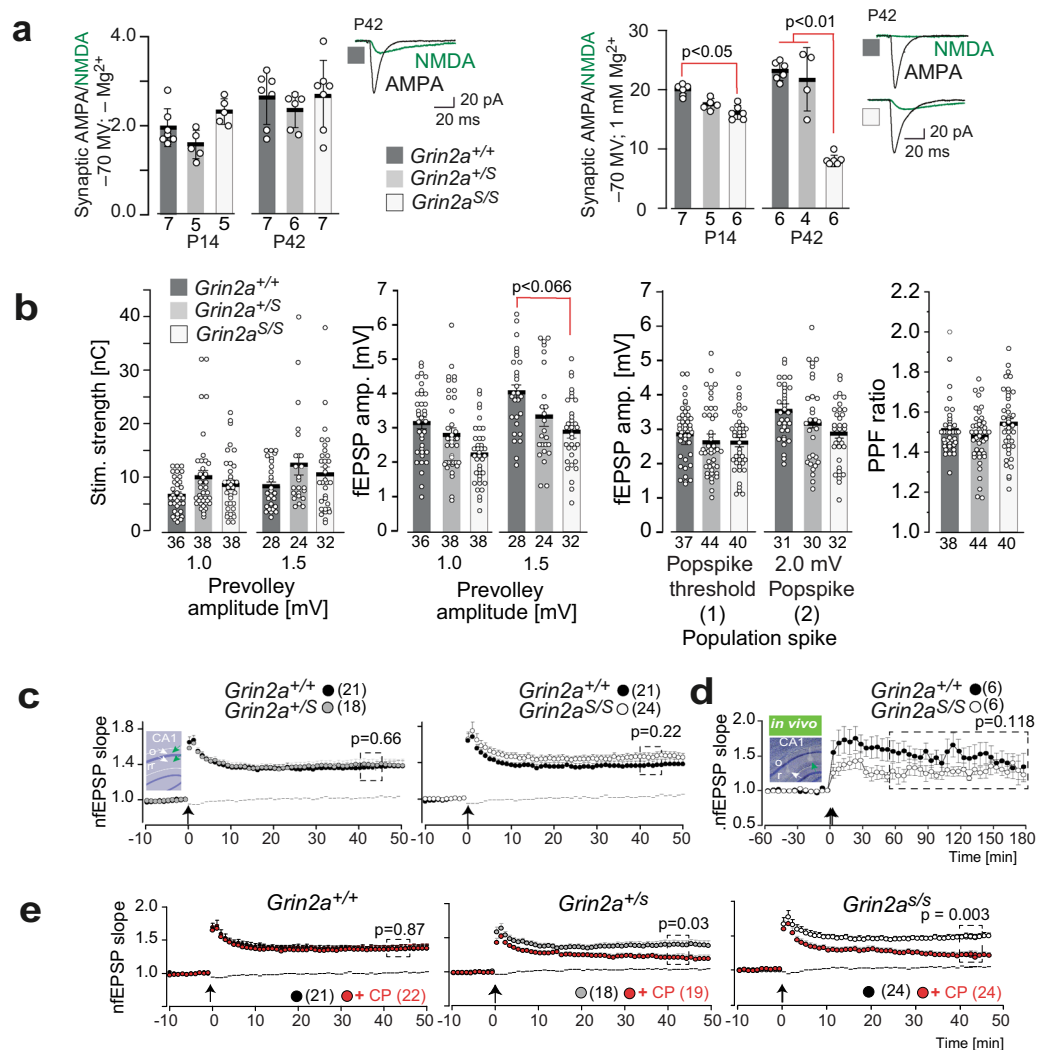 a
Synaptic AMPA/NMDA
−70 MV; − Mg2+
4.0
2.0
0.0
7 5 5 7 6 7
P14 P42
P42
NMDA
AMPA
20 pA
20 ms
Grin2a+/+
Grin2a+/S
Grin2aS/S
Synaptic AMPA/NMDA
−70 MV; 1 mM Mg2+
30
20
10
0
p<0.05
p<0.01
7 5 6 6 4 6
P14 P42
P42
NMDA
AMPA
20 pA
20 ms
b
Grin2a+/+
Grin2a+/S
Grin2aS/S
Stim. strength [nC]
40
30
20
10
0
36 38 38 28 24 32
1.0 1.5
Prevolley
amplitude [mV]
fEPSP amp. [mV]
7
6
5
4
3
2
1
0
p<0.066
36 38 38 28 24 32
1.0 1.5
Prevolley
amplitude [mV]
fEPSP amp. [mV]
7
6
5
4
3
2
1
0
37 44 40 31 30 32
Popspike 2.0 mV
threshold Popspike
(1) (2)
Population spike
PPF ratio
2.2
2.0
1.8
1.6
1.4
1.2
1.0
38 44 40
c
Grin2a+/+ (21)
Grin2a+/S (18)
nfEPSP slope
1.8
1.4
1.0
CA1
o
r
p=0.66
-10 0 10 20 30 40 50
Grin2a+/+ (21)
Grin2aS/S (24)
p=0.22
-10 0 10 20 30 40 50
d
Grin2a+/+ (6)
Grin2aS/S (6)
in vivo
p=0.118
.nfEPSP slope
2.0
1.5
1.0
0.5
CA1
o
r
-60 -30 0 30 60 90 120 150 180
Time [min]
e
Grin2a+/+
nfEPSP slope
2.0
1.5
1.0
p=0.87
(21) + CP (22)
-10 0 10 20 30 40 50
Grin2a+/s
p=0.03
(18) + CP (19)
-10 0 10 20 30 40 50
Grin2as/s
p = 0.003
(24) + CP (24)
-10 0 10 20 30 40 50
Time [min]